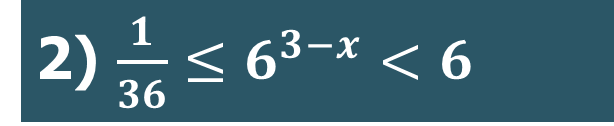 2) 1/36 ≤ 6^{3−x} < 6